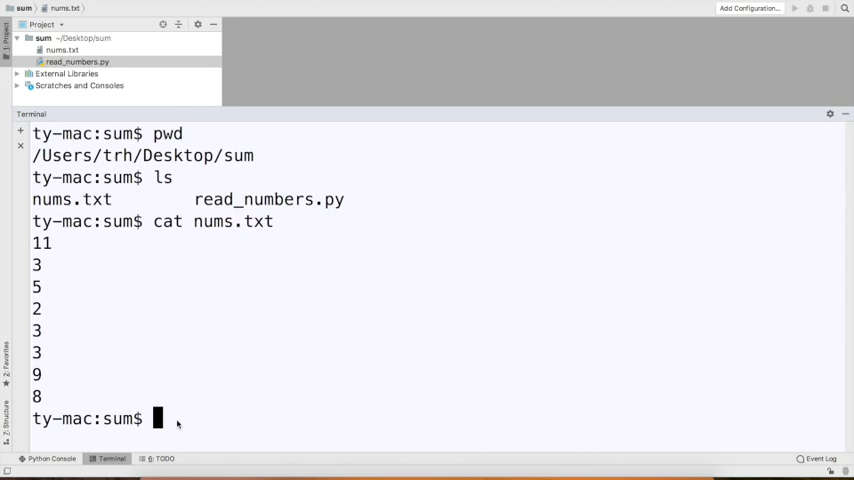 sum nums.txt Add Configuration...
1: Project
Project
sum ~/Desktop/sum
nums.txt
read_numbers.py
External Libraries
Scratches and Consoles
Terminal
ty-mac:sum$ pwd
/Users/trh/Desktop/sum
ty-mac:sum$ ls
nums.txt read_numbers.py
ty-mac:sum$ cat nums.txt
11
3
5
2
3
3
9
8
ty-mac:sum$
2: Favorites
7: Structure
Python Console Terminal 6: TODO Event Log